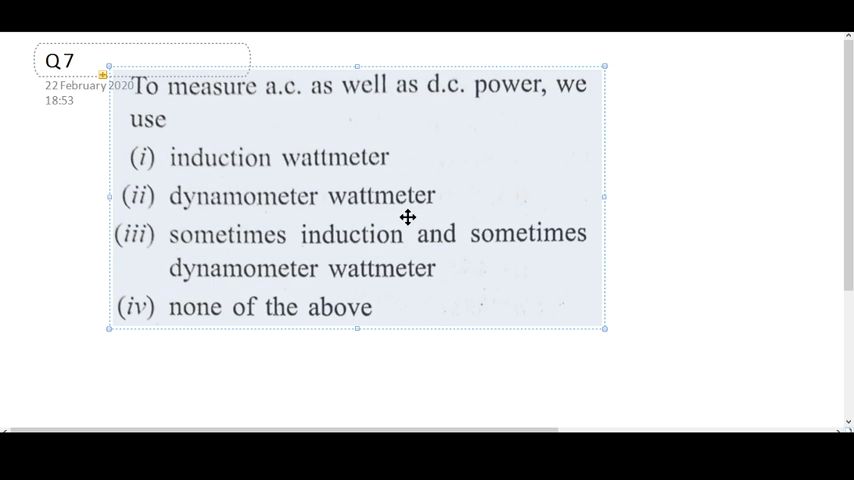 Q7
22 February 2020
18:53
To measure a.c. as well as d.c. power, we
use
(i) induction wattmeter
(ii) dynamometer wattmeter
(iii) sometimes induction and sometimes
dynamometer wattmeter
(iv) none of the above